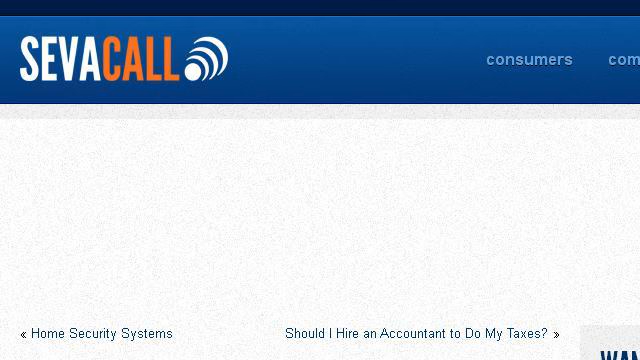 SEVACALL
consumers
« Home Security Systems
Should I Hire an Accountant to Do My Taxes? »